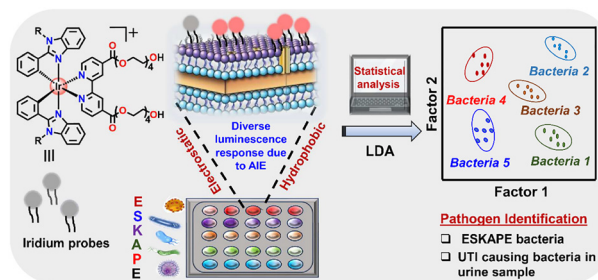 R
N
N
Ir
N
N
N
N
R
]+
O
O
( O )4 OH
O
O
( O )4 OH
III
Iridium probes
Electrostatic
Diverse
luminescence
response due
to AIE
Hydrophobic
E
S
K
A
P
E
Statistical
analysis
LDA
Factor 2
Bacteria 2
Bacteria 4
Bacteria 3
Bacteria 5
Bacteria 1
Factor 1
Pathogen Identification
❑ ESKAPE bacteria
❑ UTI causing bacteria in
urine sample